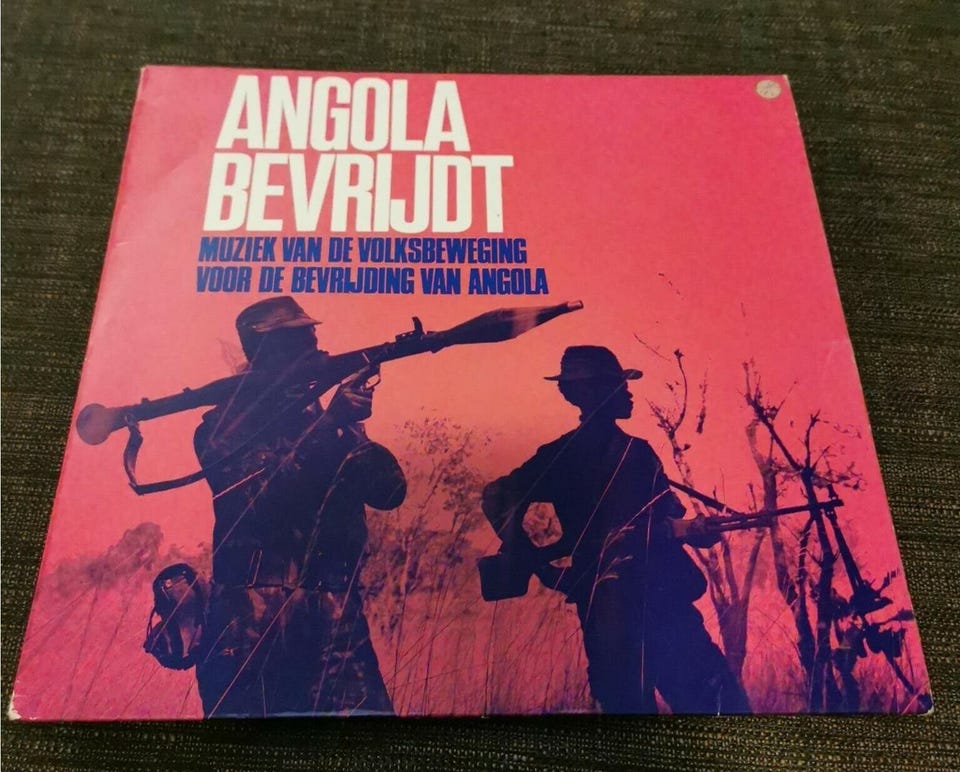 ANGOLA
BEVRIJDT
MUZIEK VAN DE VOLKSBEWEGING
VOOR DE BEVRIJDING VAN ANGOLA